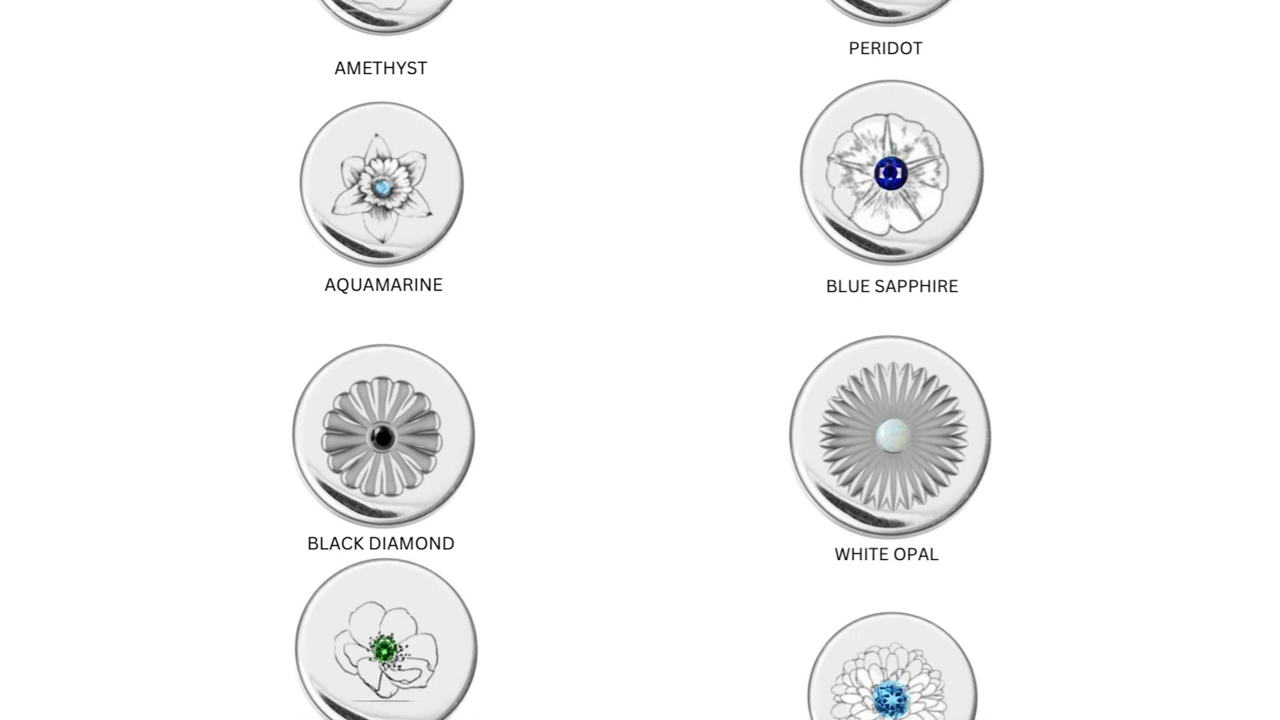 AMETHYST
PERIDOT
AQUAMARINE
BLUE SAPPHIRE
BLACK DIAMOND
WHITE OPAL